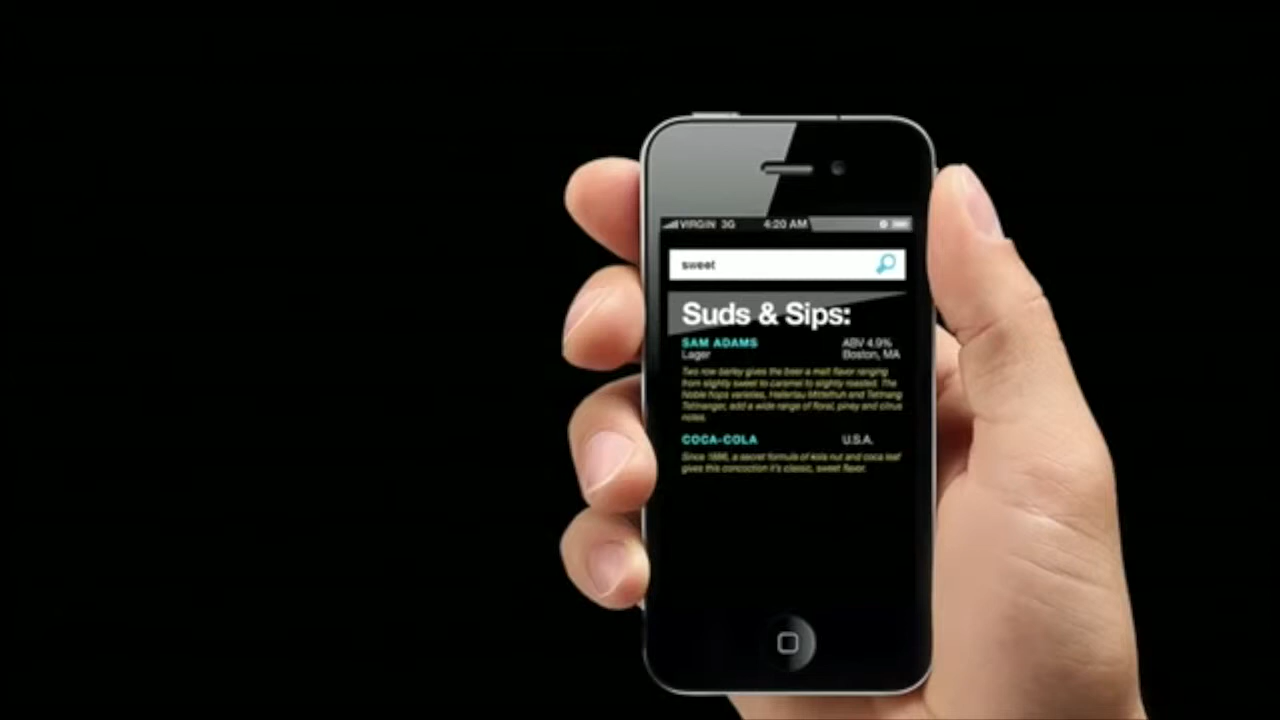 VIRGIN 3G 4:20 AM
sweet
Suds & Sips:
SAM ADAMS ABV 4.9%
Lager Boston, MA
Two row barley gives the beer a malt flavor ranging
from slightly sweet to caramel to slightly roasted. The
Noble hops varieties, Hallertau Mittelfruh and Tettnang
Tettnanger, add a wide range of floral, piney and citrus
notes.
COCA-COLA U.S.A.
Since 1886, a secret formula of kola nut and coca leaf
gives this concoction it's classic, sweet flavor.